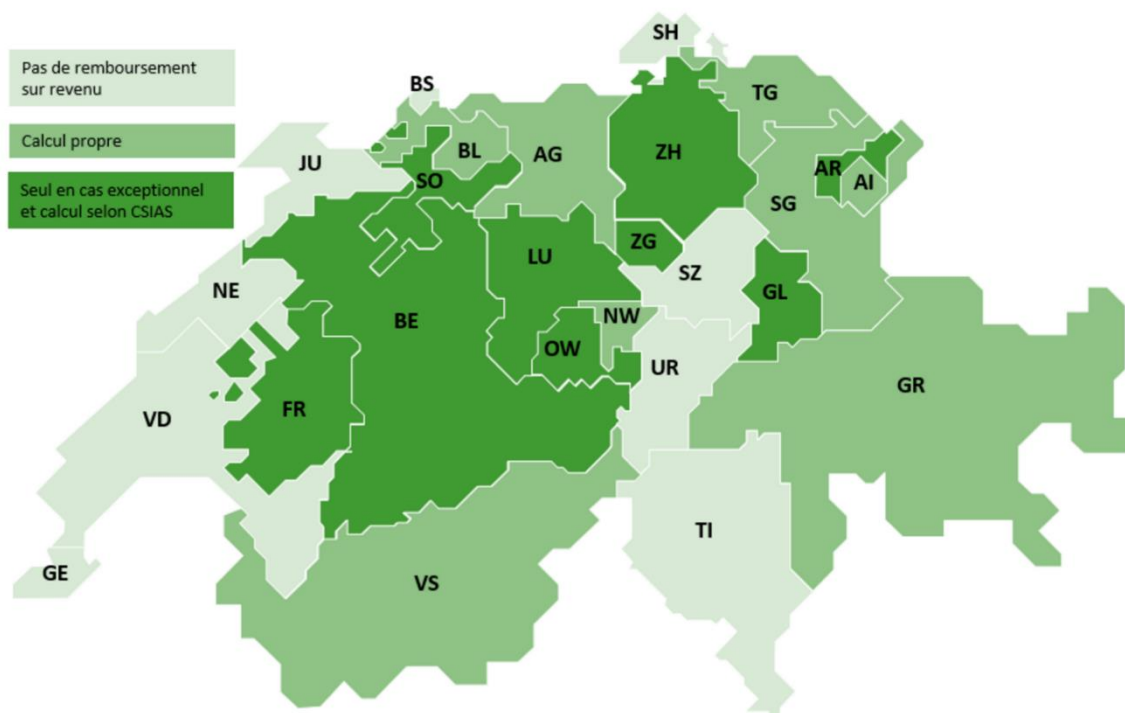 SH
Pas de remboursement
sur revenu
BS
TG
Calcul propre
JU
BL
AG
ZH
AR
AI
Seul en cas exceptionnel
et calcul selon CSIAS
SO
SG
ZG
LU
SZ
NE
GL
BE
NW
OW
UR
GR
VD
FR
TI
GE
VS